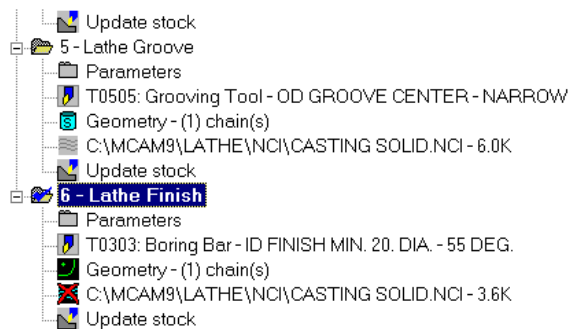 Update stock
5 - Lathe Groove
Parameters
T0505: Grooving Tool - OD GROOVE CENTER - NARROW
S Geometry - (1) chain(s)
C:\MCAM9\LATHE\NCI\CASTING SOLID.NCI - 6.0K
Update stock
6 - Lathe Finish
Parameters
T0303: Boring Bar - ID FINISH MIN. 20. DIA. - 55 DEG.
Geometry - (1) chain(s)
C:\MCAM9\LATHE\NCI\CASTING SOLID.NCI - 3.6K
Update stock